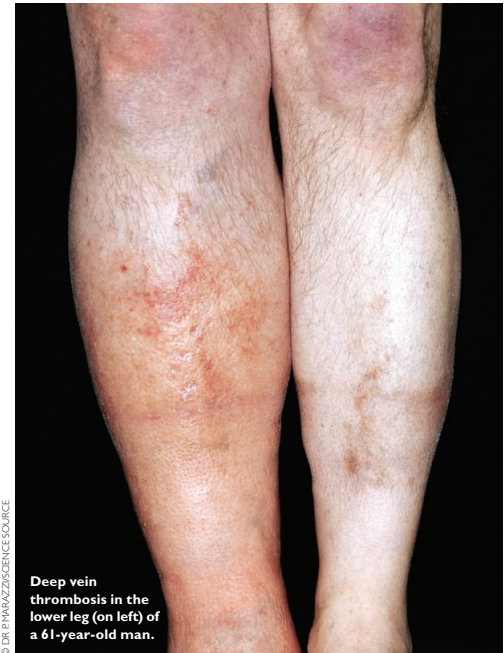 Deep vein
thrombosis in the
lower leg (on left) of
a 61-year-old man.
© DR P. MARAZZI/SCIENCE SOURCE